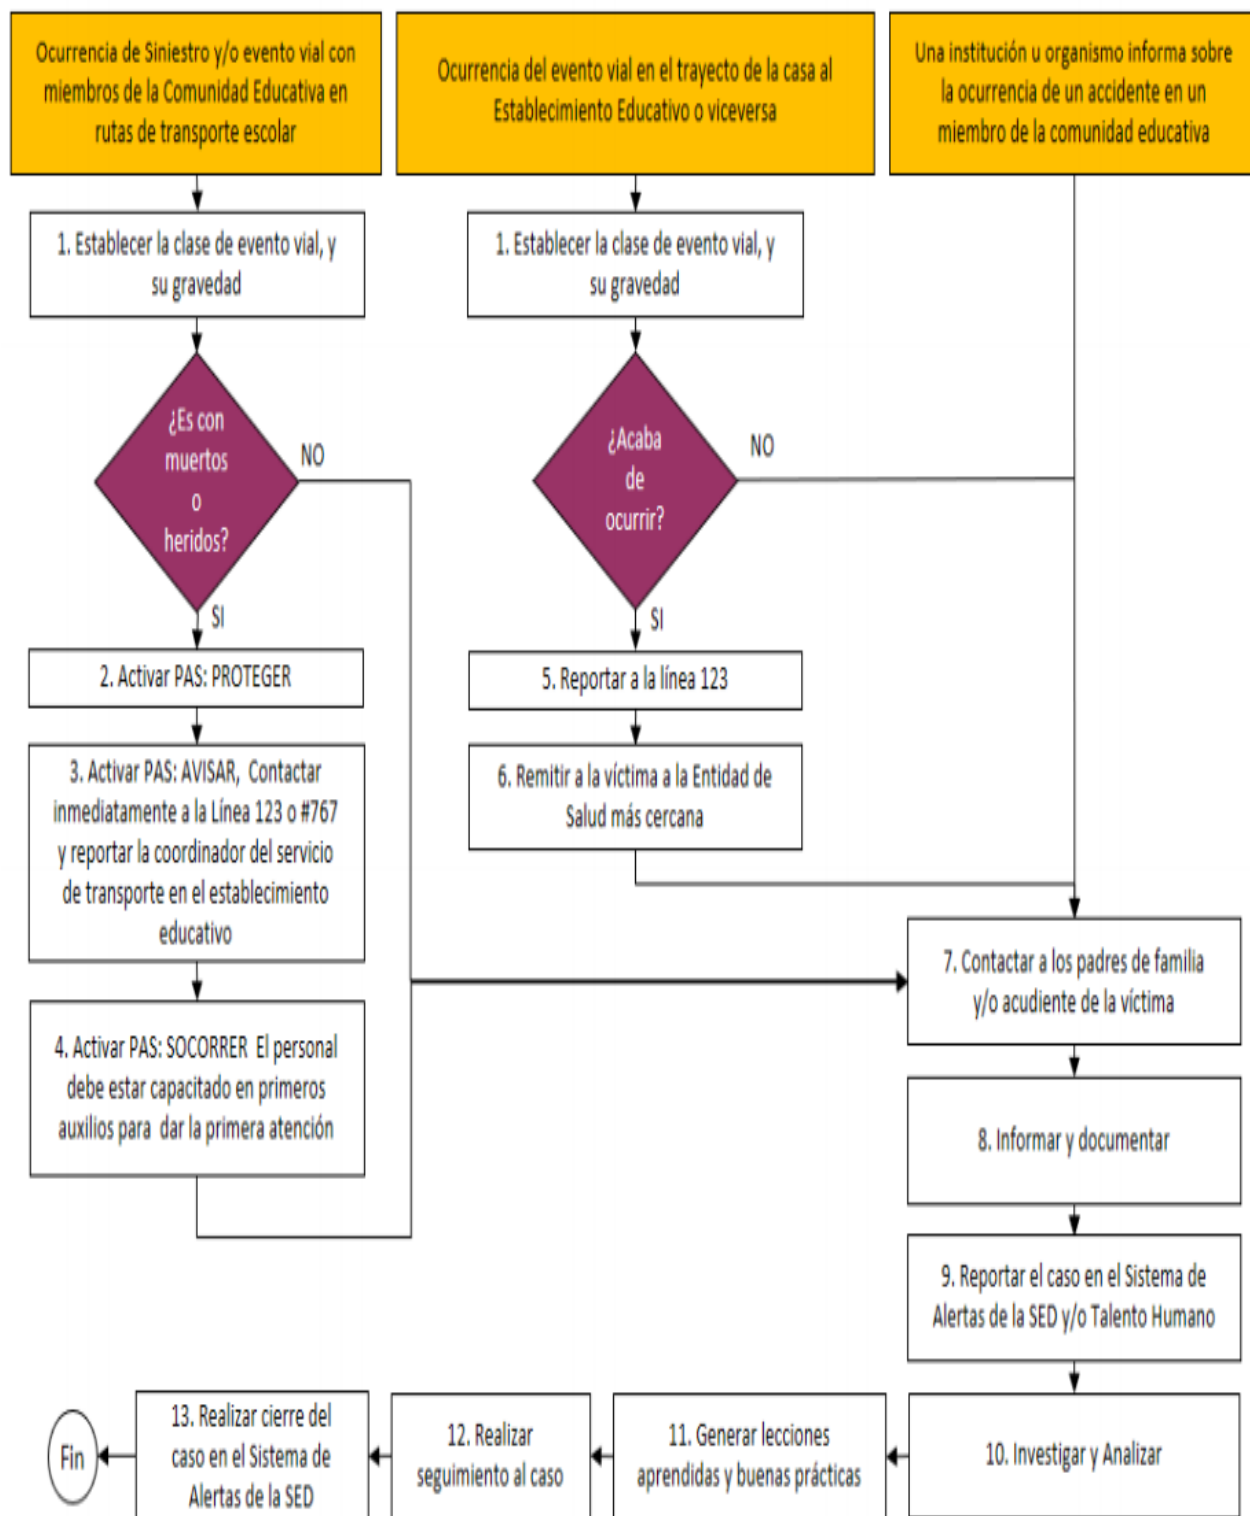 Ocurrencia de Siniestro y/o evento vial con
miembros de la Comunidad Educativa en
rutas de transporte escolar
Ocurrencia del evento vial en el trayecto de la casa al
Establecimiento Educativo o viceversa
Una institución u organismo informa sobre
la ocurrencia de un accidente en un
miembro de la comunidad educativa
1. Establecer la clase de evento vial, y
su gravedad
1. Establecer la clase de evento vial, y
su gravedad
¿Es con
muertos
o
heridos?
NO
SI
¿Acaba
de
ocurrir?
NO
SI
2. Activar PAS: PROTEGER
3. Activar PAS: AVISAR, Contactar
inmediatamente a la Línea 123 o #767
y reportar la coordinador del servicio
de transporte en el establecimiento
educativo
4. Activar PAS: SOCORRER El personal
debe estar capacitado en primeros
auxilios para dar la primera atención
5. Reportar a la línea 123
6. Remitir a la víctima a la Entidad de
Salud más cercana
7. Contactar a los padres de familia
y/o acudiente de la víctima
8. Informar y documentar
9. Reportar el caso en el Sistema de
Alertas de la SED y/o Talento Humano
10. Investigar y Analizar
11. Generar lecciones
aprendidas y buenas prácticas
12. Realizar
seguimiento al caso
13. Realizar cierre del
caso en el Sistema de
Alertas de la SED
Fin